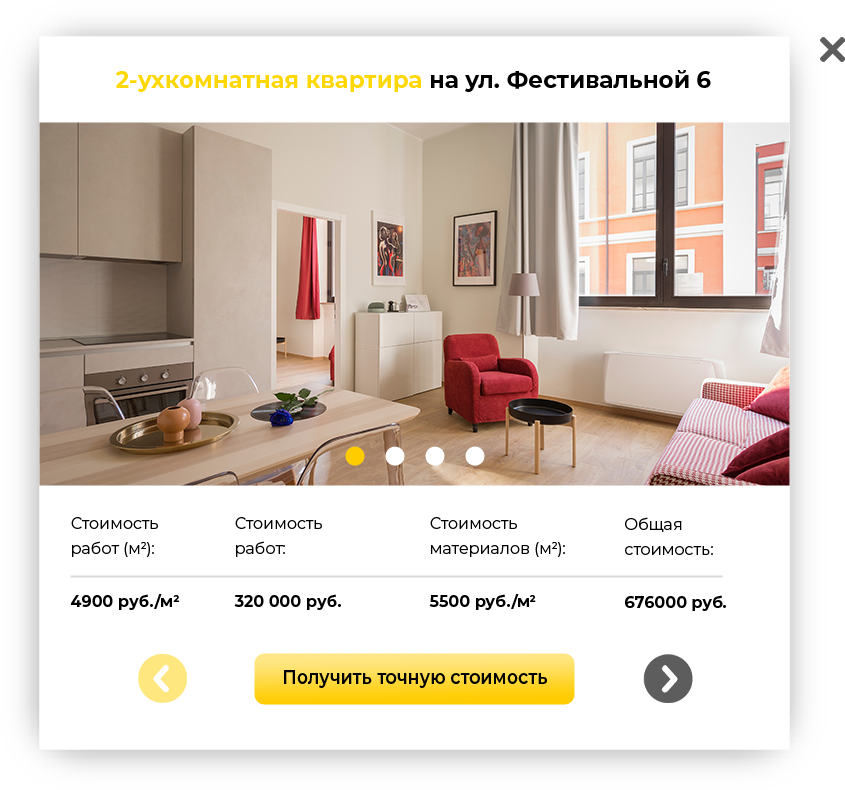 2-ухкомнатная квартира на ул. Фестивальной 6
Стоимость
работ (м²):
Стоимость
работ:
Стоимость
материалов (м²):
Общая
стоимость:
4900 руб./м²
320 000 руб.
5500 руб./м²
676000 руб.
Получить точную стоимость